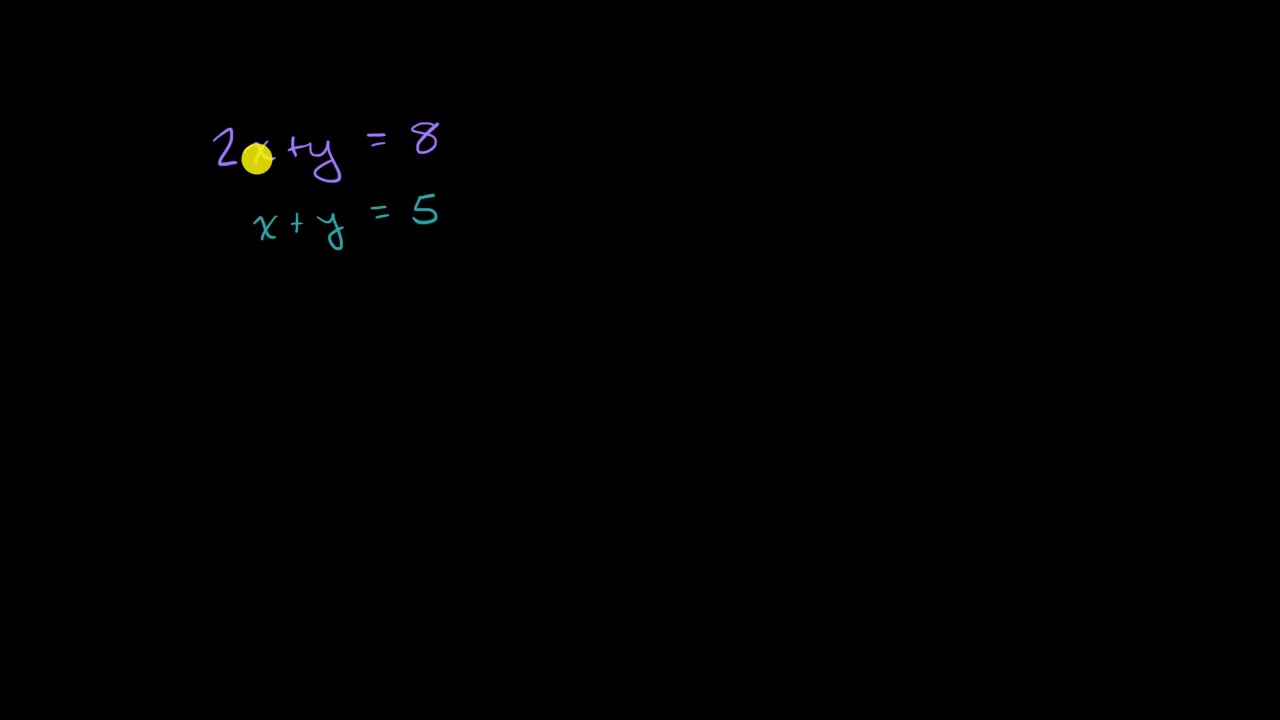 2x+y = 8
x + y = 5